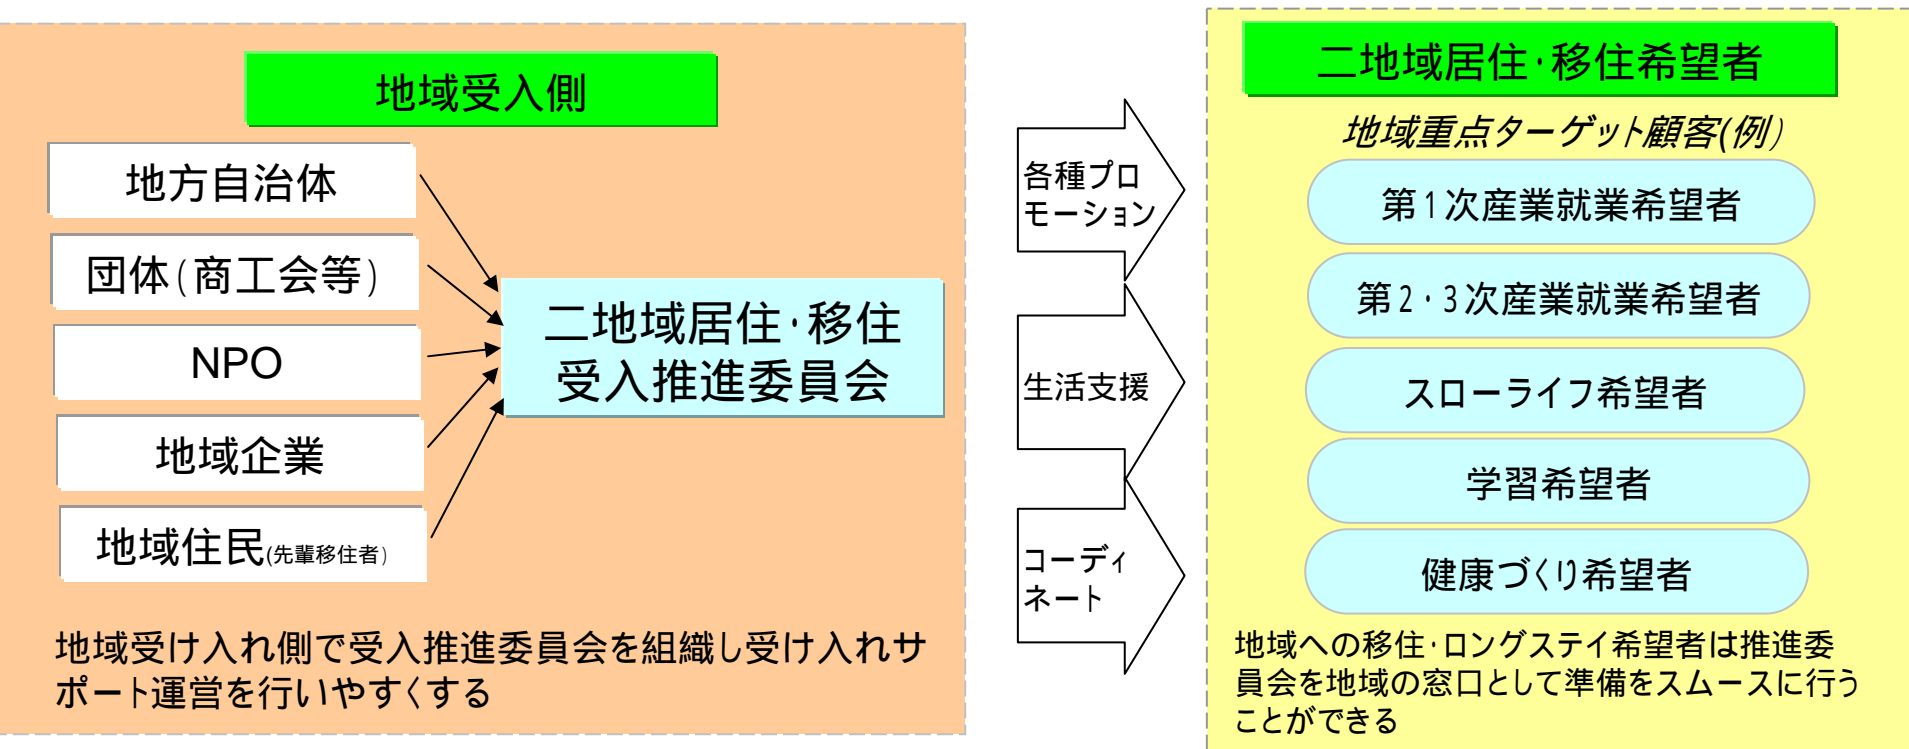 地域受入側
地方自治体
団体(商工会等)
NPO
地域企業
地域住民(先輩移住者)
二地域居住・移住
受入推進委員会
地域受け入れ側で受入推進委員会を組織し受け入れサ
ポート運営を行いやすくする
各種プロ
モーション
生活支援
コーディ
ネート
二地域居住・移住希望者
地域重点ターゲット顧客(例)
第1次産業就業希望者
第2・3次産業就業希望者
スローライフ希望者
学習希望者
健康づくり希望者
地域への移住・ロングステイ希望者は推進委
員会を地域の窓口として準備をスムースに行う
ことができる